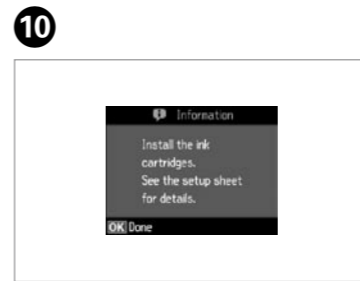 10
Information
Install the ink
cartridges.
See the setup sheet
for details.
OK Done